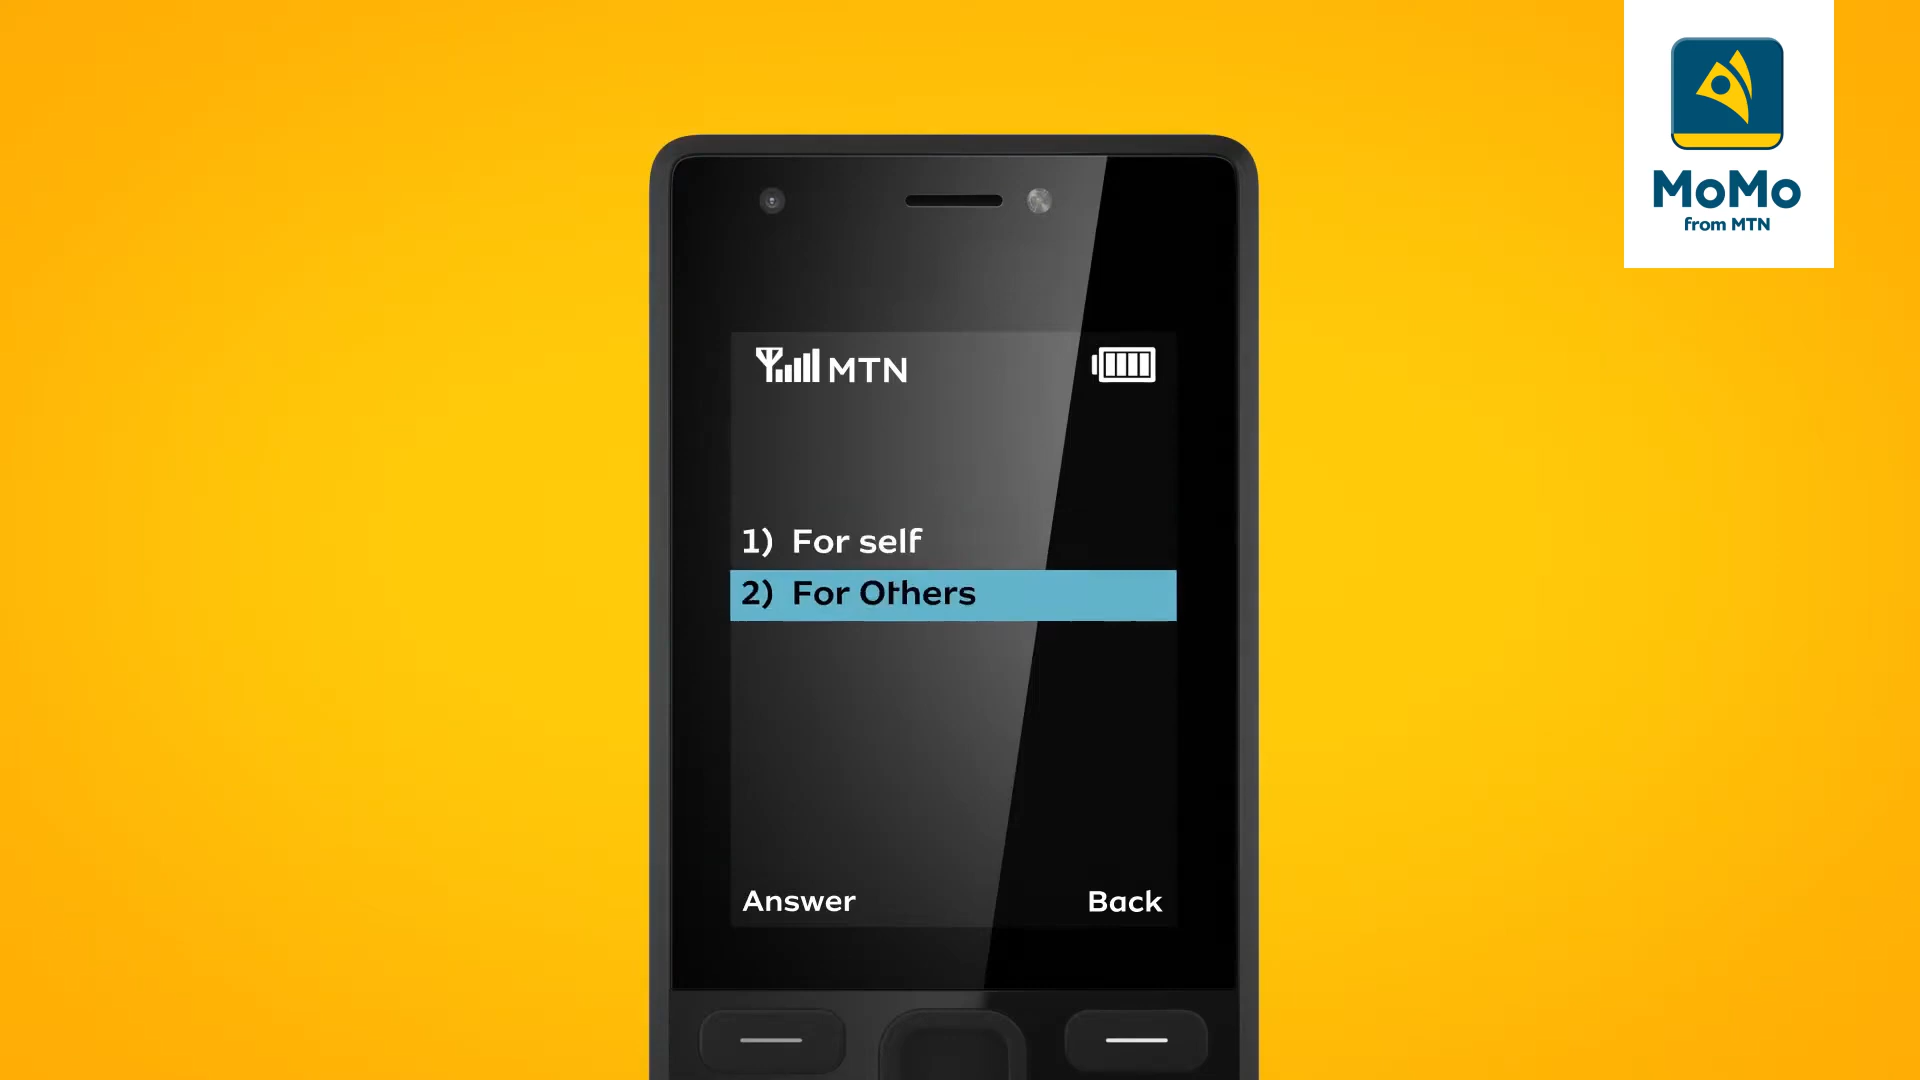 MoMo
from MTN
MTN
1) For self
2) For Others
Answer
Back